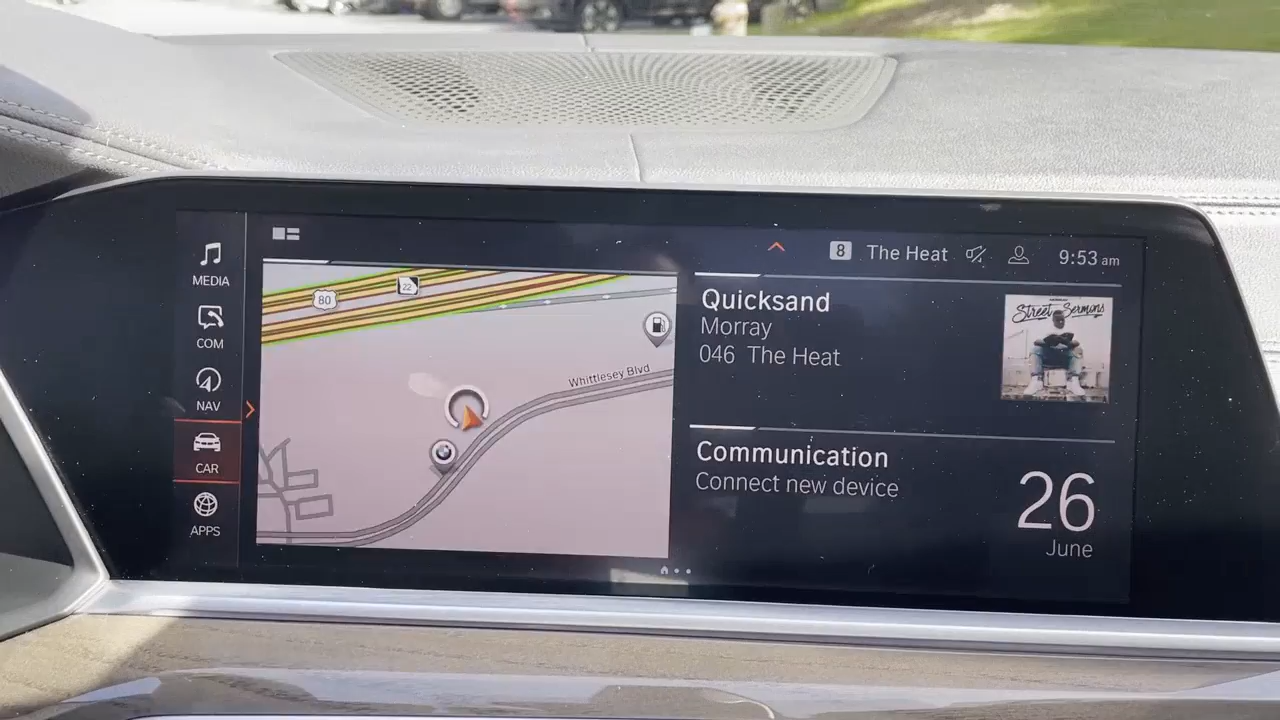 8 The Heat 9:53 am
MEDIA
COM
NAV
CAR
APPS
80
22
Whittlesey Blvd
Quicksand
Morray
046 The Heat
Street Sermons
Communication
Connect new device
26
June